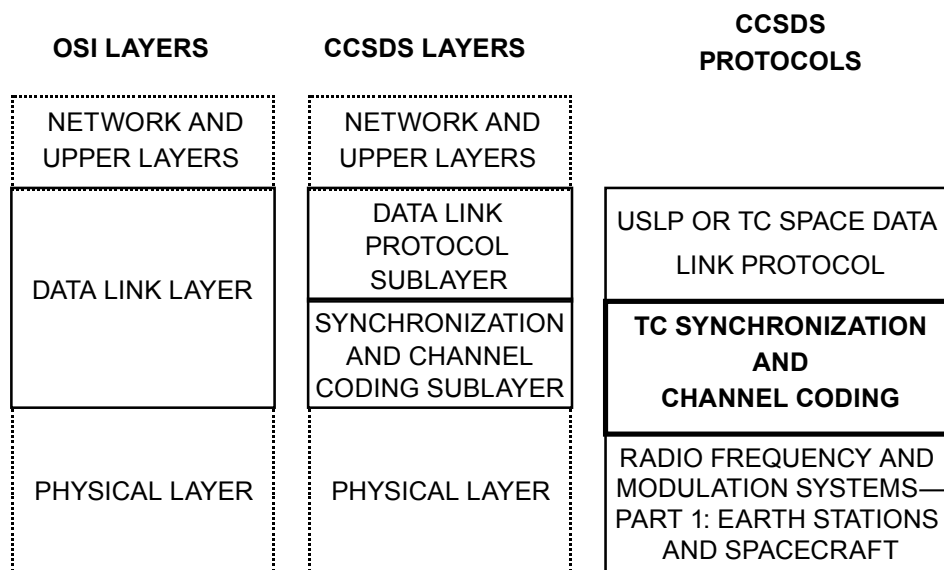 OSI LAYERS
CCSDS LAYERS
CCSDS
PROTOCOLS
NETWORK AND
UPPER LAYERS
DATA LINK LAYER
PHYSICAL LAYER
NETWORK AND
UPPER LAYERS
DATA LINK
PROTOCOL
SUBLAYER
SYNCHRONIZATION
AND CHANNEL
CODING SUBLAYER
PHYSICAL LAYER
USLP OR TC SPACE DATA
LINK PROTOCOL
TC SYNCHRONIZATION
AND
CHANNEL CODING
RADIO FREQUENCY AND
MODULATION SYSTEMS—
PART 1: EARTH STATIONS
AND SPACECRAFT